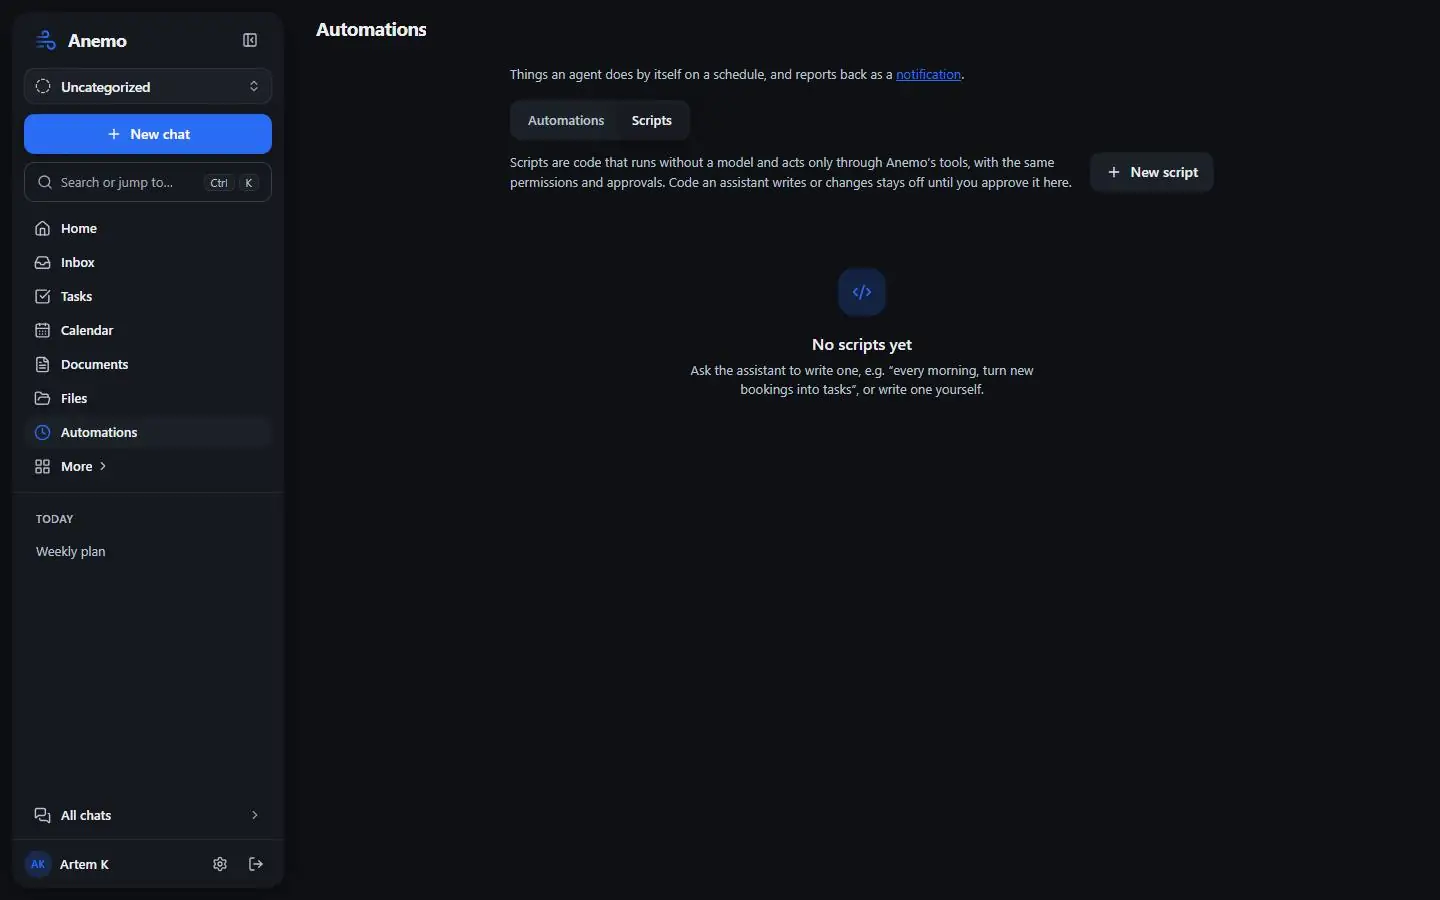 Anemo
Uncategorized
New chat
Search or jump to...
Ctrl K
Home
Inbox
Tasks
Calendar
Documents
Files
Automations
More
TODAY
Weekly plan
All chats
AK
Artem K
Automations
Things an agent does by itself on a schedule, and reports back as a notification.
Automations
Scripts
Scripts are code that runs without a model and acts only through Anemo's tools, with the same
permissions and approvals. Code an assistant writes or changes stays off until you approve it here.
New script
No scripts yet
Ask the assistant to write one, e.g. “every morning, turn new
bookings into tasks”, or write one yourself.